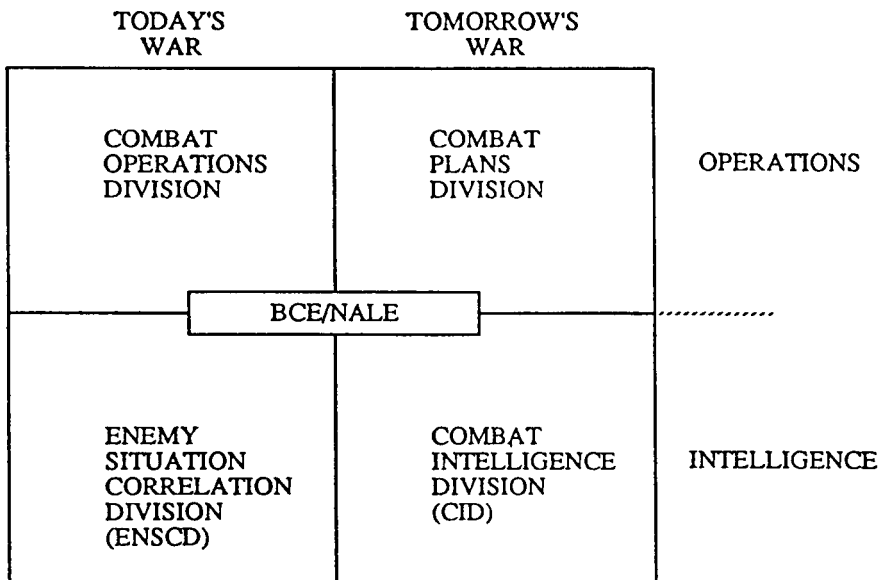 TODAY'S
WAR
TOMORROW'S
WAR
COMBAT
OPERATIONS
DIVISION
COMBAT
PLANS
DIVISION
OPERATIONS
BCE/NALE
ENEMY
SITUATION
CORRELATION
DIVISION
(ENSCD)
COMBAT
INTELLIGENCE
DIVISION
(CID)
INTELLIGENCE